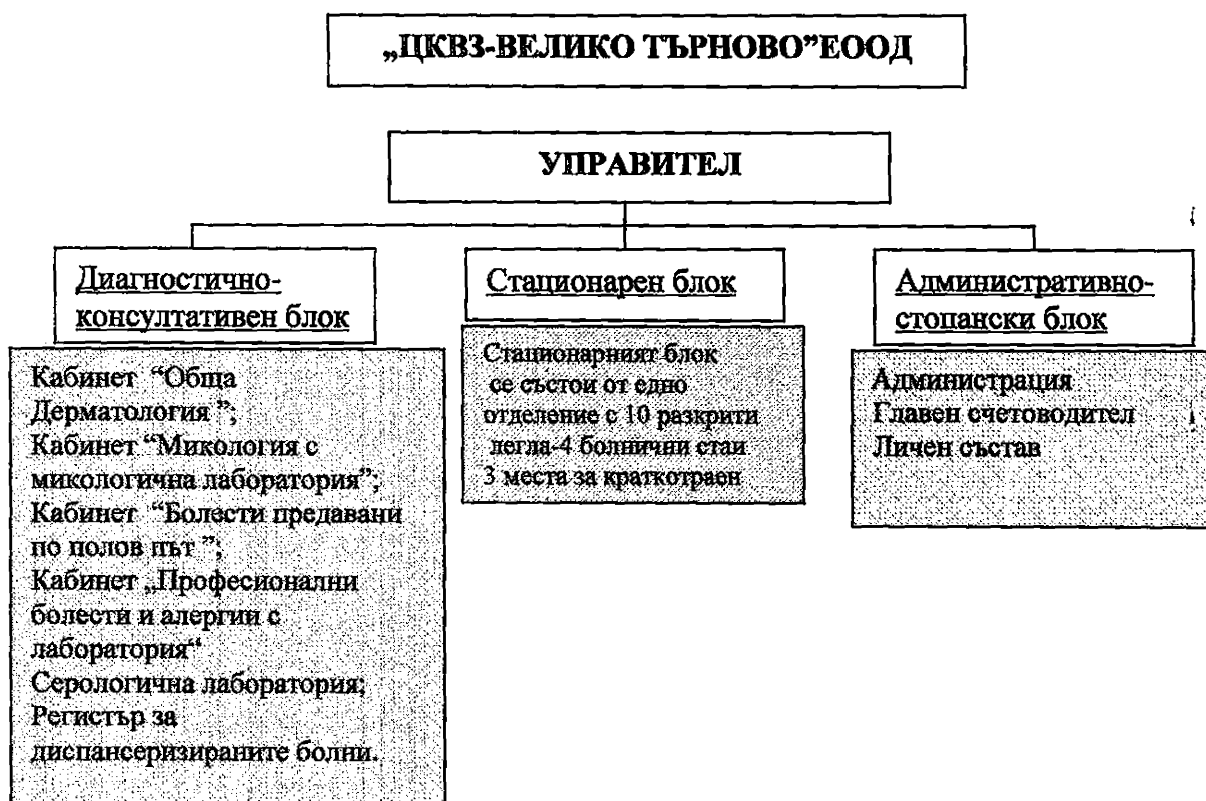 „ЦКВЗ-ВЕЛИКО ТЪРНОВО”ЕООД
УПРАВИТЕЛ
Диагностично-
консултативен блок
Кабинет “Обща
Дерматология ”;
Кабинет “Микология с
микологична лаборатория”;
Кабинет “Болести предавани
по полов път ”;
Кабинет „Професионални
болести и алергии с
лаборатория“
Серологична лаборатория;
Регистър за
диспансеризираните болни.
Стационарен блок
Стационарният блок
се състои от едно
отделение с 10 разкрити
легла-4 болнични стаи
3 места за краткотраен
Административно-
стопански блок
Администрация
Главен счетоводител
Личен състав